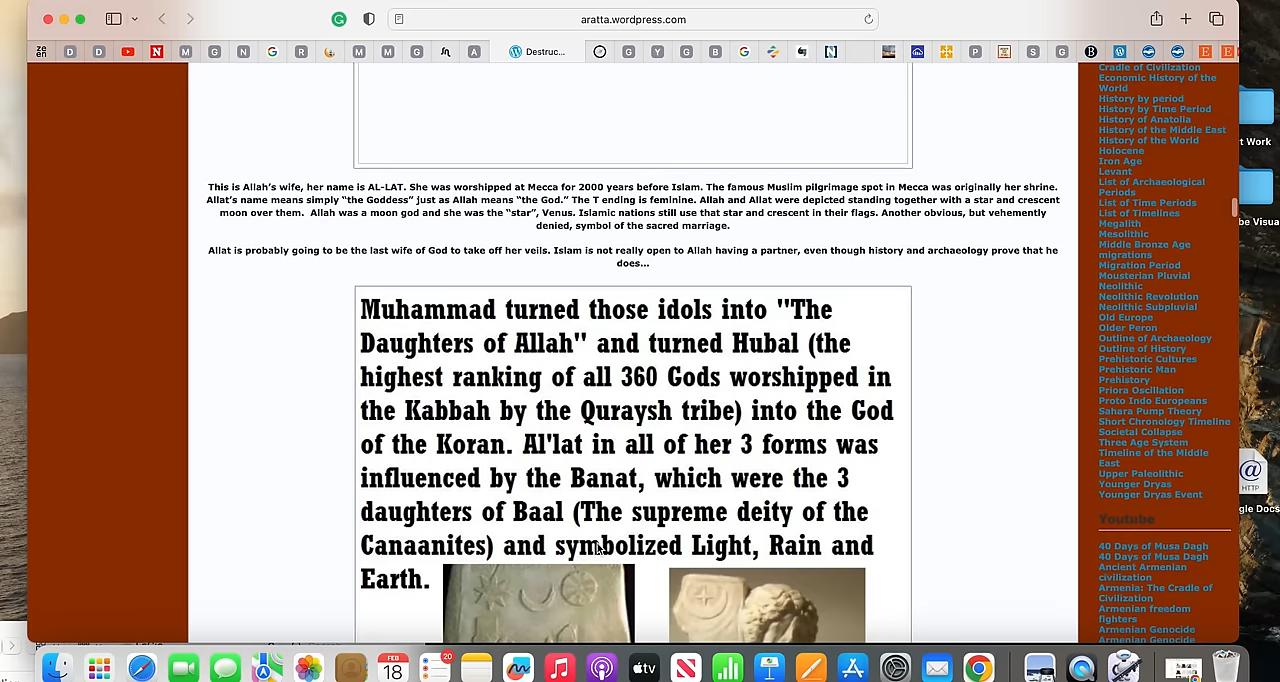 aratta.wordpress.com
ze
en
D
D
N
M
G
N
G
R
M
M
G
A
Destruc...
G
Y
G
B
G
N
P
S
G
B
E
E
This is Allah's wife, her name is AL-LAT. She was worshipped at Mecca for 2000 years before Islam. The famous Muslim pilgrimage spot in Mecca was originally her shrine.
Allat's name means simply “the Goddess” just as Allah means “the God.” The T ending is feminine. Allah and Allat were depicted standing together with a star and crescent
moon over them.  Allah was a moon god and she was the “star”, Venus. Islamic nations still use that star and crescent in their flags. Another obvious, but vehemently
denied, symbol of the sacred marriage.
Allat is probably going to be the last wife of God to take off her veils. Islam is not really open to Allah having a partner, even though history and archaeology prove that he
does...
Muhammad turned those idols into "The
Daughters of Allah" and turned Hubal (the
highest ranking of all 360 Gods worshipped in
the Kabbah by the Quraysh tribe) into the God
of the Koran. Al'lat in all of her 3 forms was
influenced by the Banat, which were the 3
daughters of Baal (The supreme deity of the
Canaanites) and symbolized Light, Rain and
Earth.
Cradle of Civilization
Economic History of the
World
History by period
History by Time Period
History of Anatolia
History of the Middle East
History of the World
Holocene
Iron Age
Levant
List of Archaeological
Periods
List of Time Periods
List of Timelines
Megalith
Mesolithic
Middle Bronze Age
migrations
Migration Period
Mousterian Pluvial
Neolithic
Neolithic Revolution
Neolithic Subpluvial
Old Europe
Older Peron
Outline of Archaeology
Outline of History
Prehistoric Cultures
Prehistoric Man
Prehistory
Priora Oscillation
Proto Indo Europeans
Sahara Pump Theory
Short Chronology Timeline
Societal Collapse
Three Age System
Timeline of the Middle
East
Upper Paleolithic
Younger Dryas
Younger Dryas Event
Youtube
40 Days of Musa Dagh
40 Days of Musa Dagh
Ancient Armenian
civilization
Armenia: The Cradle of
Civilization
Armenian freedom
fighters
Armenian Genocide
Armenian Genocide
t Work
be Visua
@
HTTP
gle Docs
FEB
18
20
tv
N
A